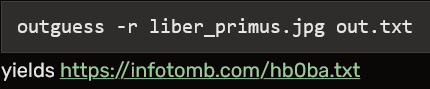 outguess -r liber_primus.jpg out.txt
yields https://infotomb.com/hb0ba.txt